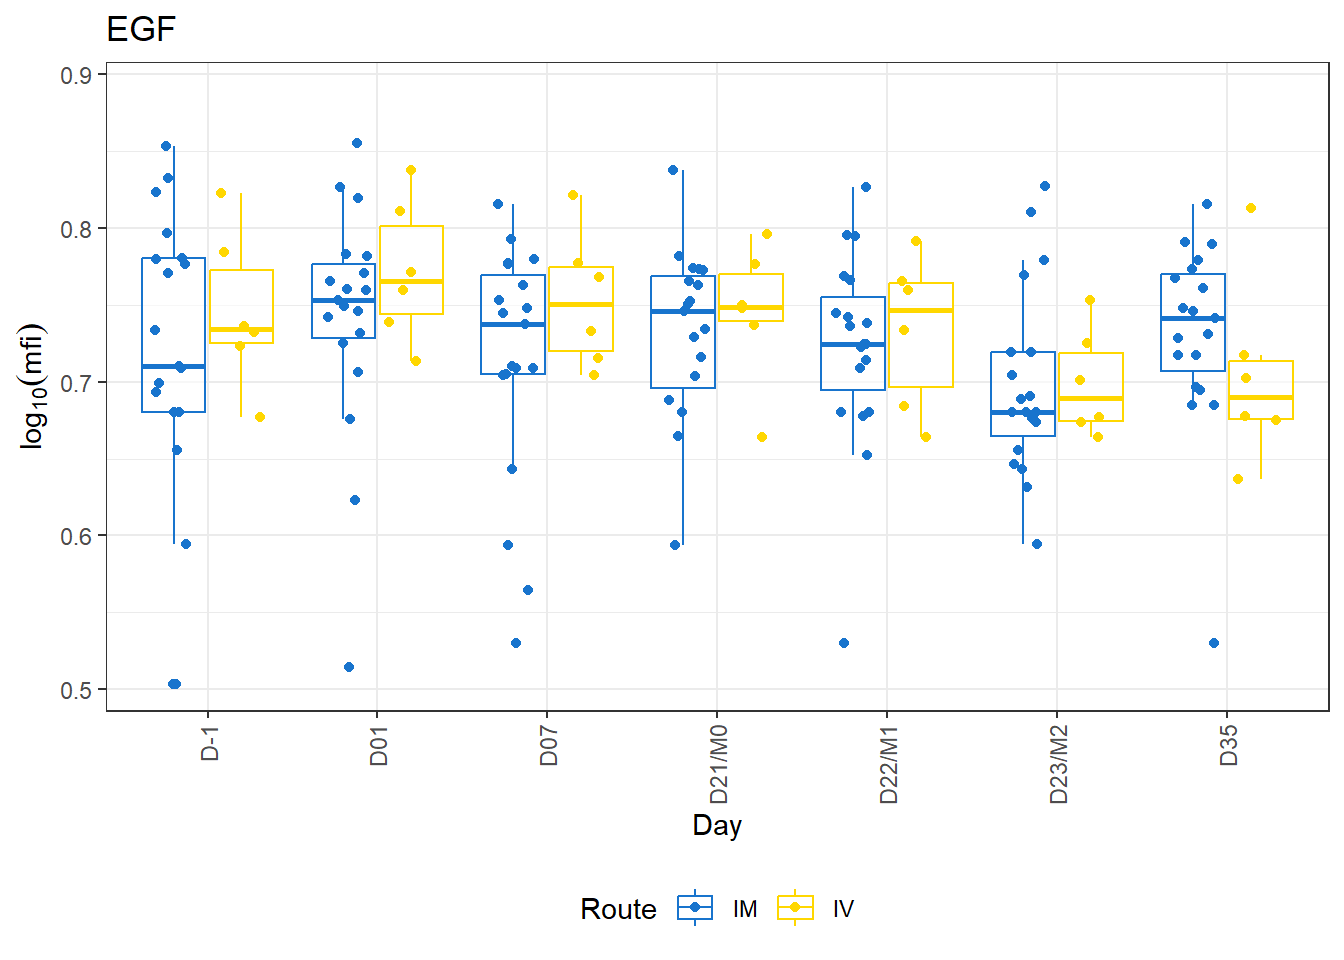 EGF
0.9
0.8
0.7
0.6
0.5
log10(mfi)
D-1
D01
D07
D21/M0
D22/M1
D23/M2
D35
Day
Route IM IV